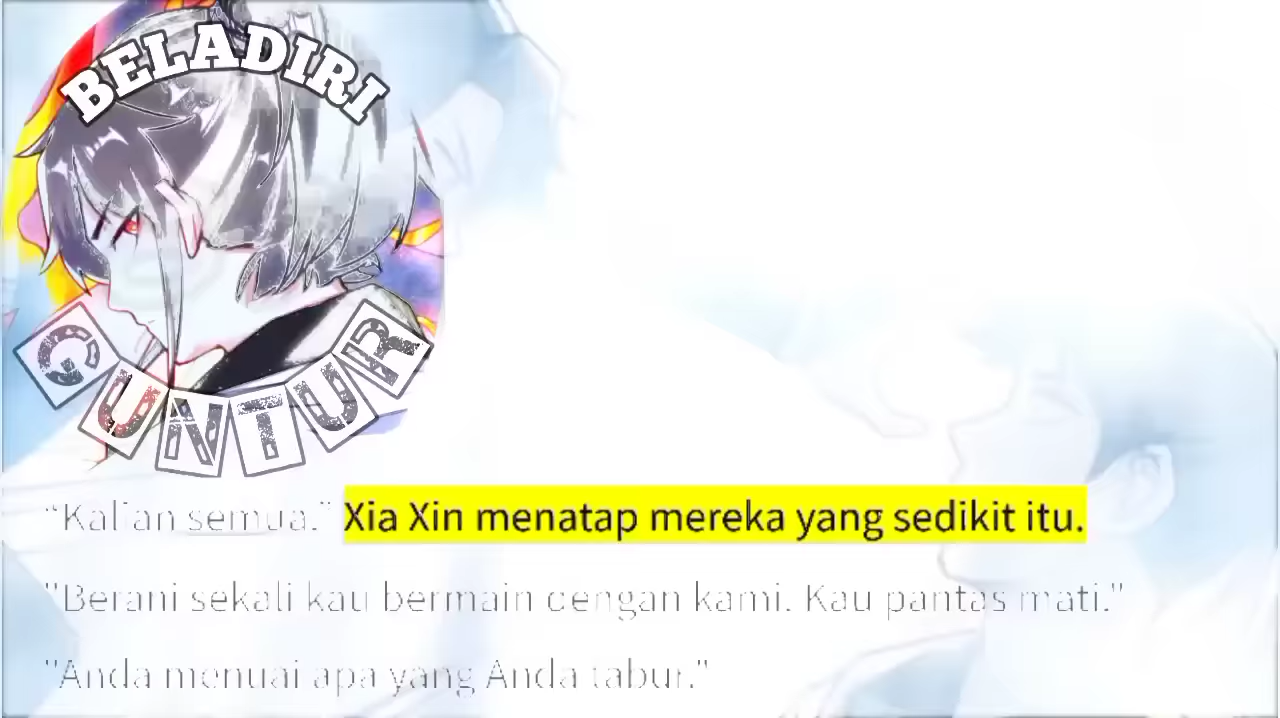 BELADIRI
GUNTUR
“Kalian semua.” Xia Xin menatap mereka yang sedikit itu.
"Berani sekali kau bermain dengan kami. Kau pantas mati."
"Anda menuai apa yang Anda tabur."